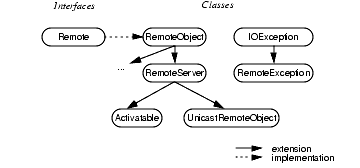 Interfaces Classes
Remote RemoteObject IOException
... RemoteServer RemoteException
Activatable UnicastRemoteObject
extension
implementation